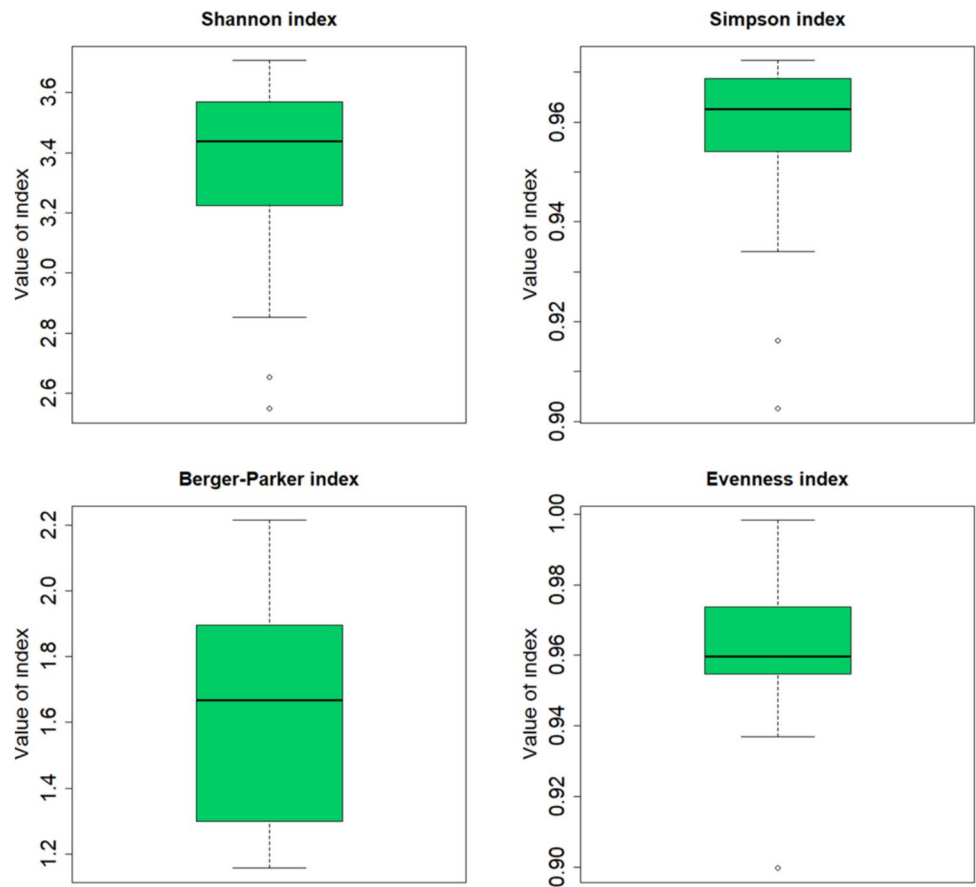 Shannon index
Value of index
3.6
3.4
3.2
3.0
2.8
2.6
Simpson index
Value of index
0.96
0.94
0.92
0.90
Berger-Parker index
Value of index
2.2
2.0
1.8
1.6
1.4
1.2
Evenness index
Value of index
1.00
0.98
0.96
0.94
0.92
0.90